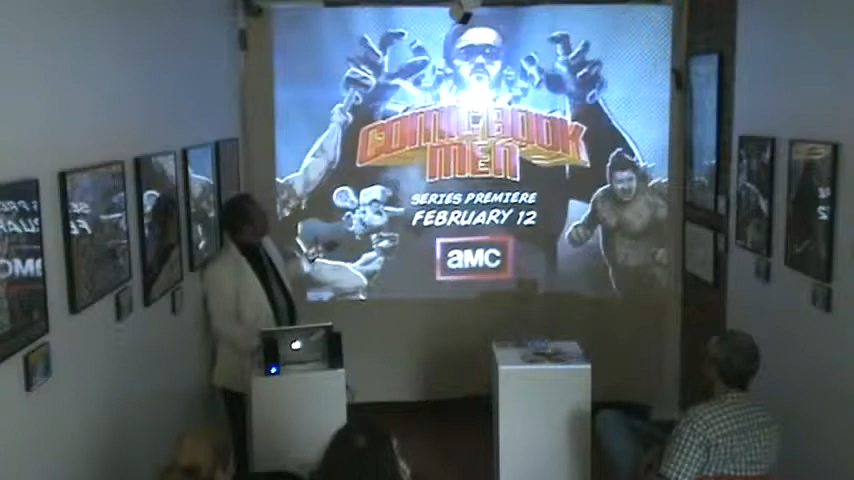 COMIC BOOK
MEN
SERIES PREMIERE
FEBRUARY 12
aMC